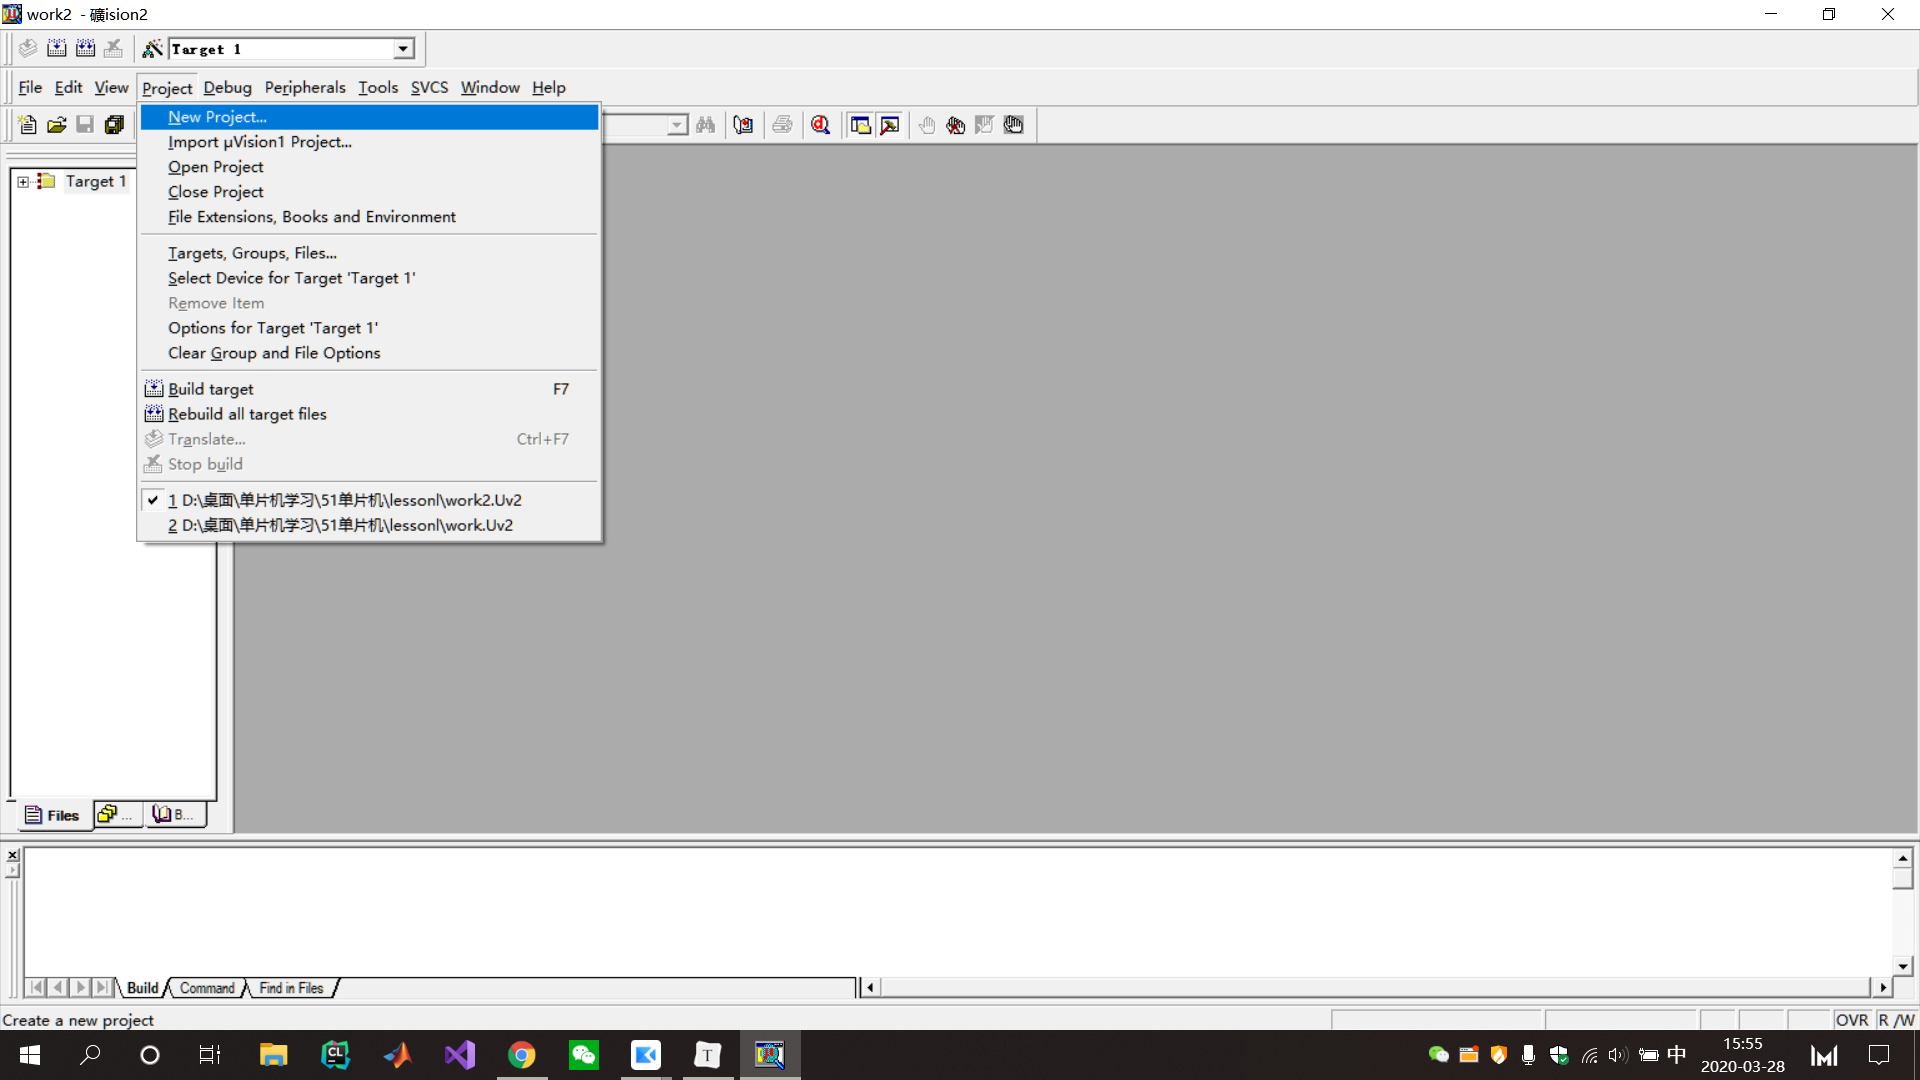 work2 - 礦ision2
Target 1
File Edit View Project Debug Peripherals Tools SVCS Window Help
New Project...
Import µVision1 Project...
Open Project
Close Project
File Extensions, Books and Environment
Targets, Groups, Files...
Select Device for Target 'Target 1'
Remove Item
Options for Target 'Target 1'
Clear Group and File Options
Build target F7
Rebuild all target files
Translate... Ctrl+F7
Stop build
1 D:\桌面\单片机学习\51单片机\lessonl\work2.Uv2
2 D:\桌面\单片机学习\51单片机\lessonl\work.Uv2
Target 1
Files ... B...
Build Command Find in Files
Create a new project
OVR R /W
CL
T
中
15:55
2020-03-28